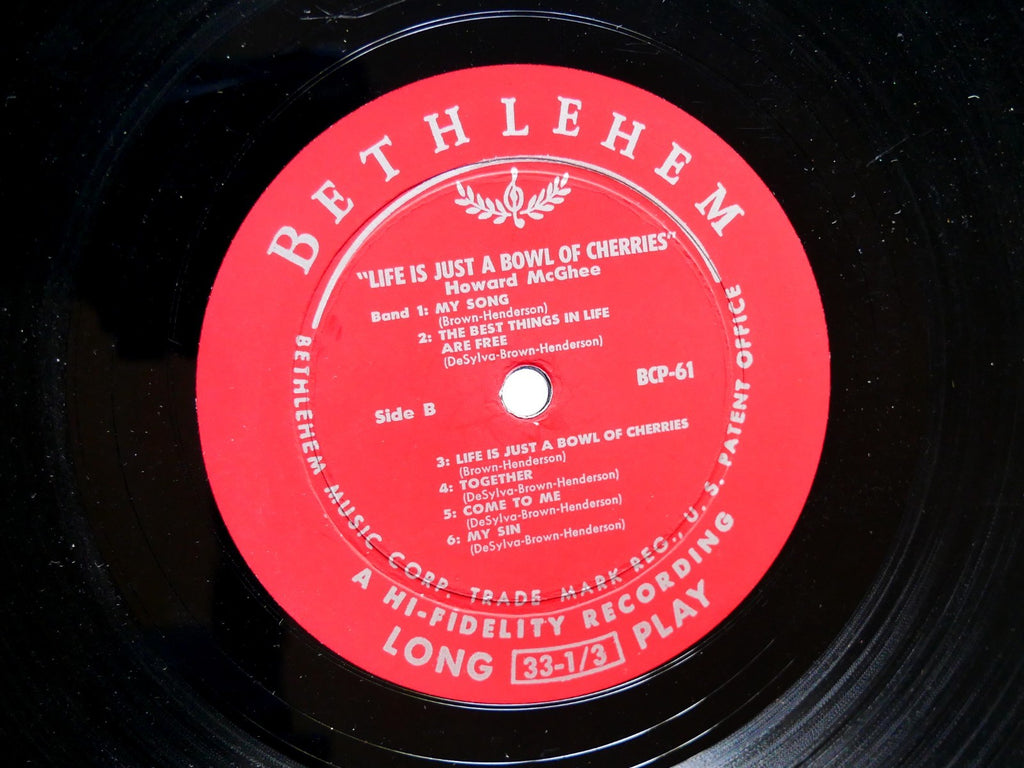 BETHLEHEM
"LIFE IS JUST A BOWL OF CHERRIES"
Howard McGhee
Band 1: MY SONG
(Brown-Henderson)
2: THE BEST THINGS IN LIFE
ARE FREE
(DeSylva-Brown-Henderson)
BCP-61
Side B
3: LIFE IS JUST A BOWL OF CHERRIES
(Brown-Henderson)
4: TOGETHER
(DeSylva-Brown-Henderson)
5: COME TO ME
(DeSylva-Brown-Henderson)
6: MY SIN
(DeSylva-Brown-Henderson)
BETHLEHEM MUSIC CORP. TRADE MARK REG., U. S. PATENT OFFICE
A HI-FIDELITY RECORDING
LONG 33-1/3 PLAY